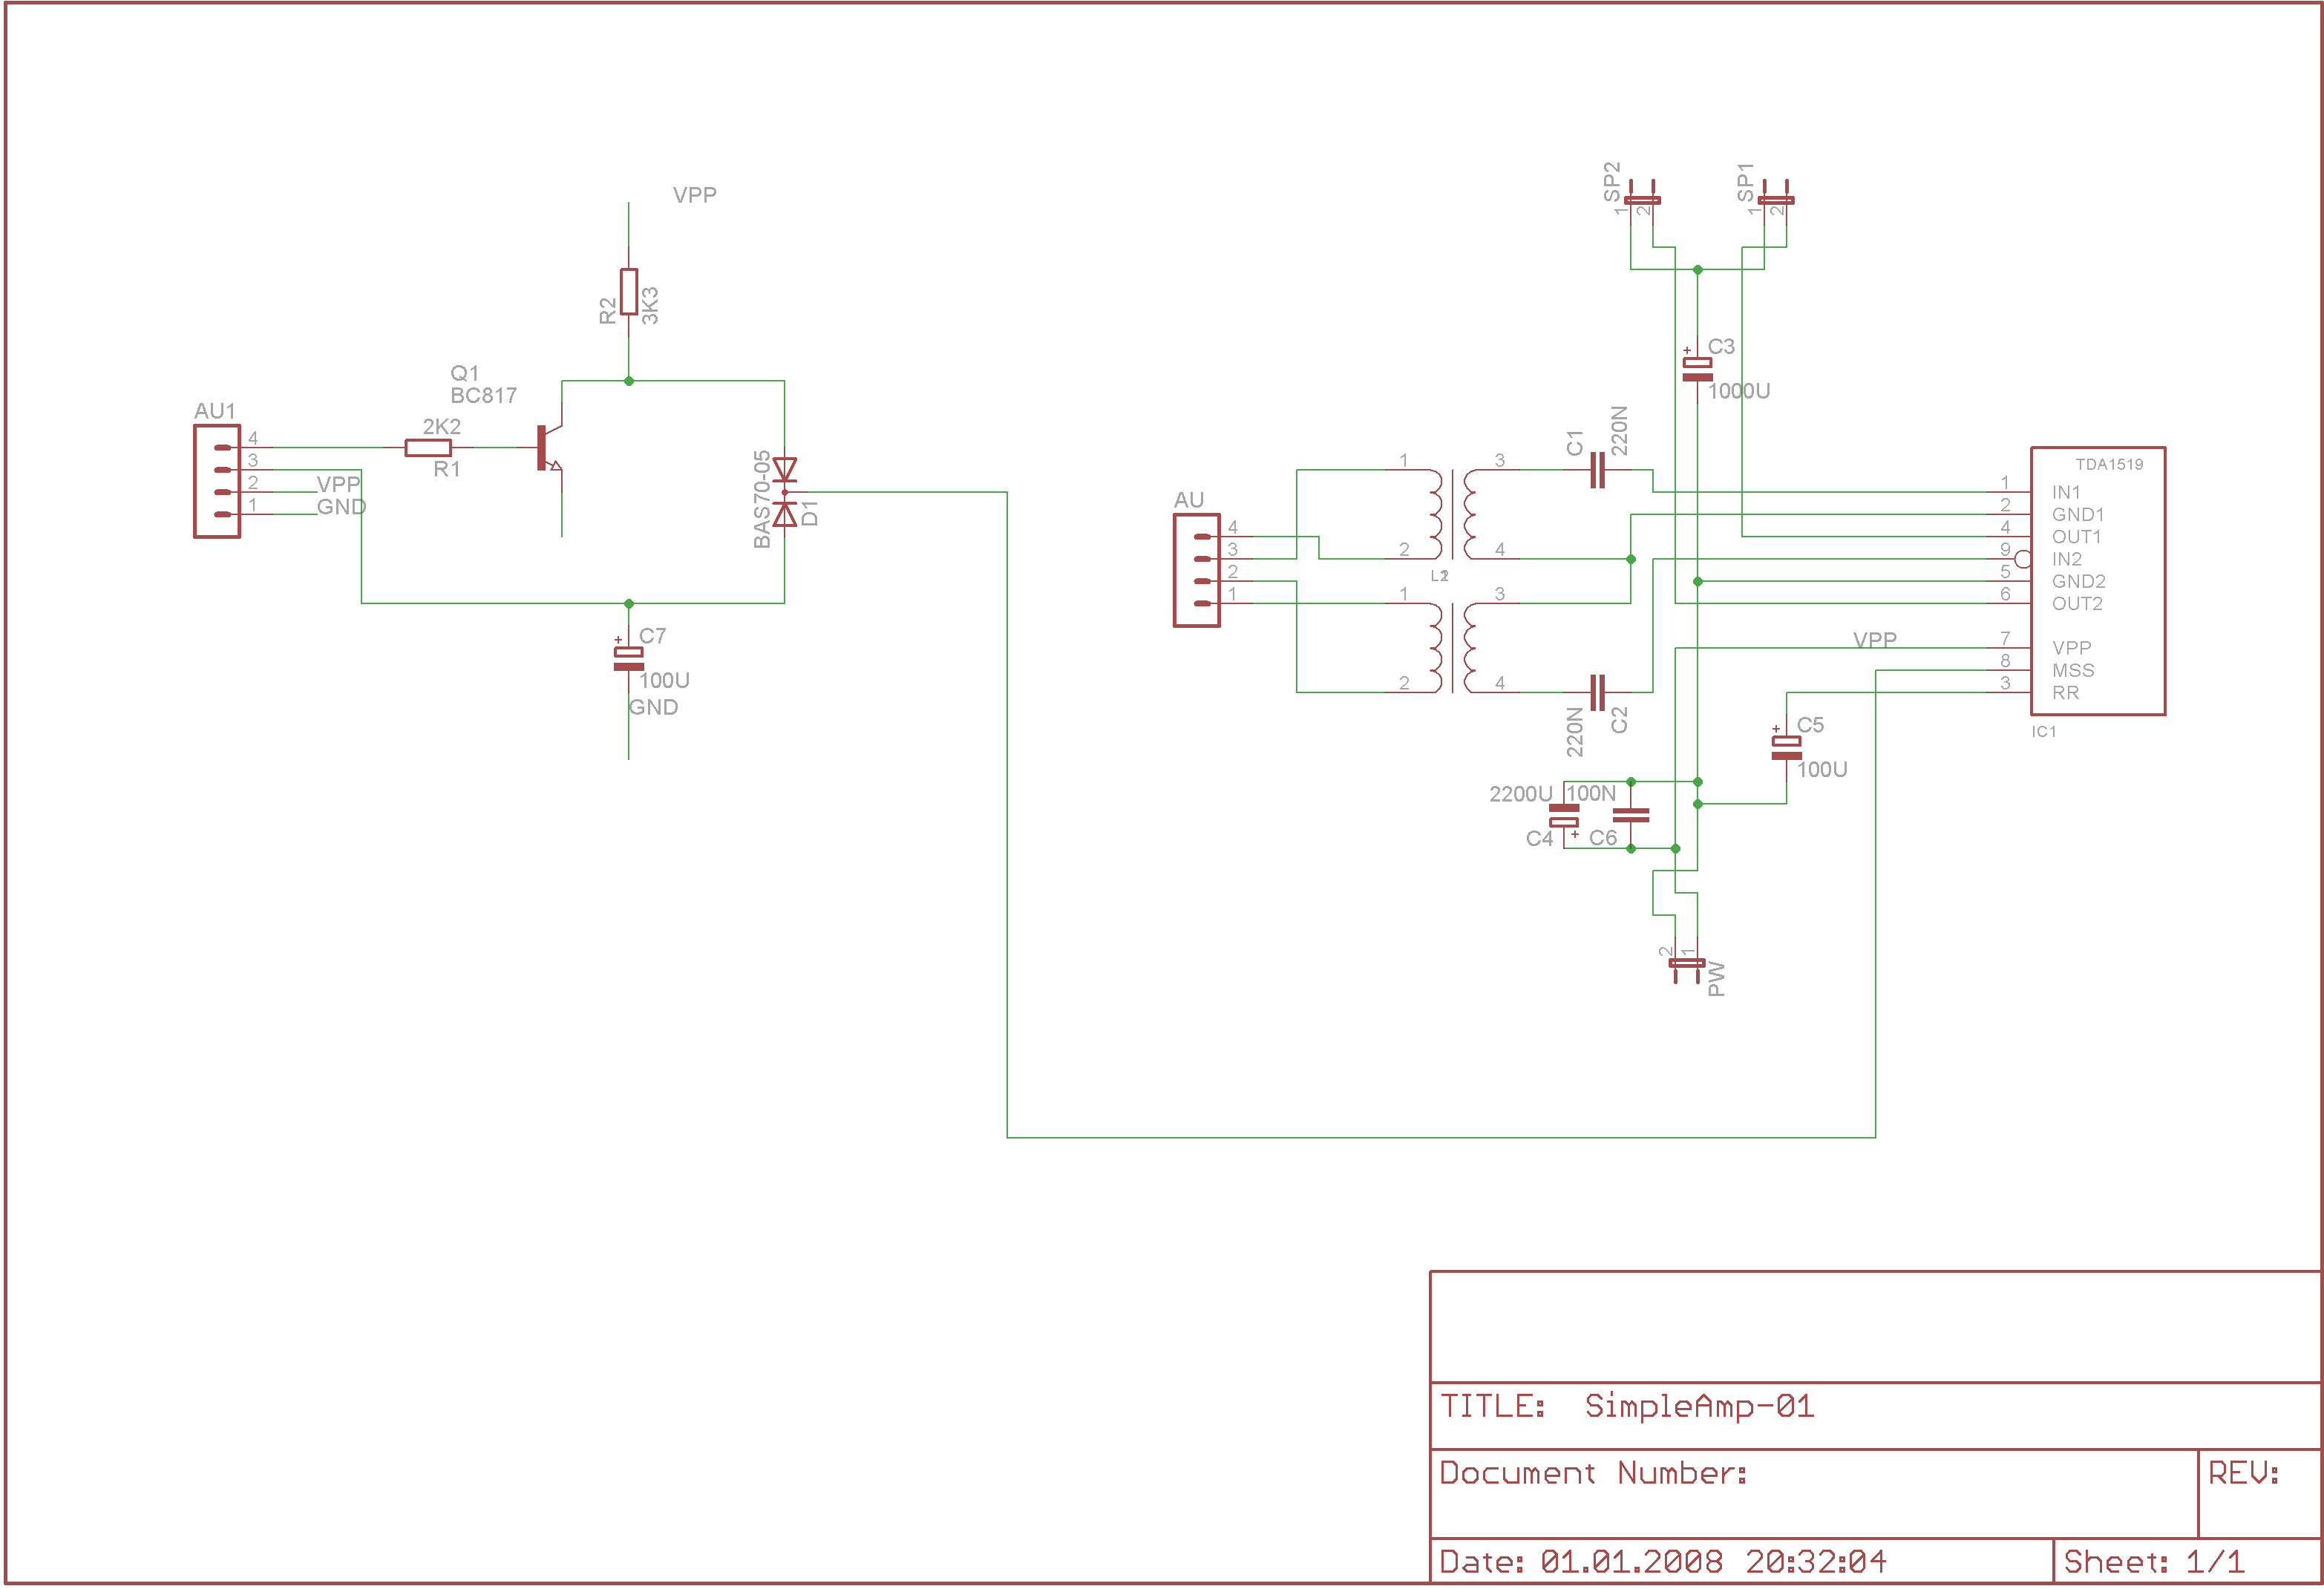 VPP
R2
3K3
Q1
BC817
AU1
2K2
R1
4
3
2
1
VPP
GND
BAS70-05
D1
C7
+
100U
GND
SP2
1
2
SP1
1
2
+
C3
1000U
AU
4
3
2
1
1
2
3
4
C1
220N
1
2
3
4
220N
C2
TDA1519
1 IN1
2 GND1
4 OUT1
9 IN2
5 GND2
6 OUT2
VPP
7 VPP
8 MSS
3 RR
IC1
+
C5
100U
2200U
100N
C4
+
C6
2
1
PW
TITLE: SimpleAmp-01
Document Number:
REV:
Date: 01.01.2008 20:32:04
Sheet: 1/1